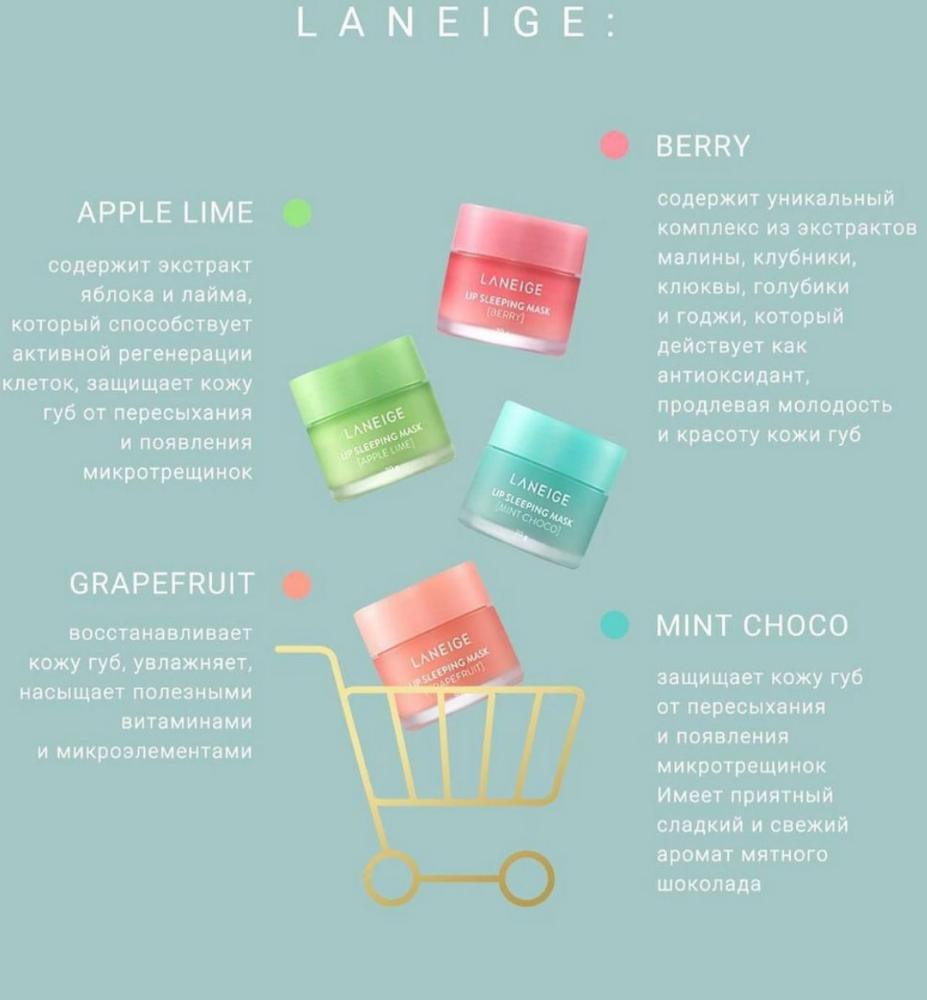 LANEIGE:
BERRY
содержит уникальный
комплекс из экстрактов
малины, клубники,
клюквы, голубики
и годжи, который
действует как
антиоксидант,
продлевая молодость
и красоту кожи губ
APPLE LIME
содержит экстракт
яблока и лайма,
который способствует
активной регенерации
клеток, защищает кожу
губ от пересыхания
и появления
микротрещинок
LANEIGE
LIP SLEEPING MASK
[BERRY]
20 g
LANEIGE
LIP SLEEPING MASK
[APPLE LIME]
20 g
LANEIGE
LIP SLEEPING MASK
[MINT CHOCO]
20 g
GRAPEFRUIT
восстанавливает
кожу губ, увлажняет,
насыщает полезными
витаминами
и микроэлементами
LANEIGE
LIP SLEEPING MASK
GRAPEFRUIT]
MINT CHOCO
защищает кожу губ
от пересыхания
и появления
микротрещинок
Имеет приятный
сладкий и свежий
аромат мятного
шоколада